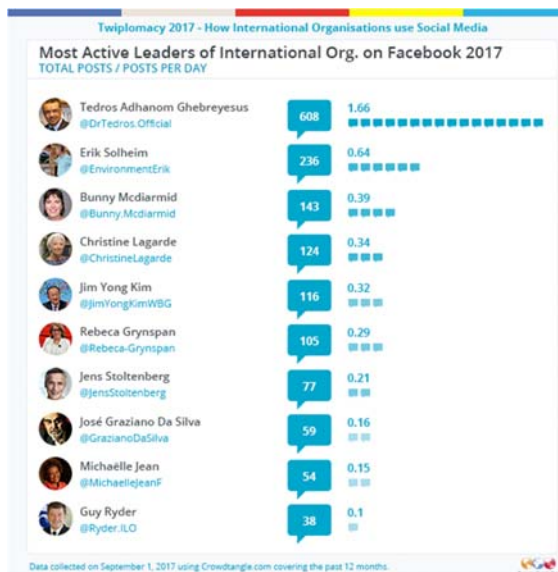 Twiplomacy 2017 - How International Organisations use Social Media
Most Active Leaders of International Org. on Facebook 2017
TOTAL POSTS / POSTS PER DAY
Tedros Adhanom Ghebreyesus
@DrTedros.Official
608
1.66
Erik Solheim
@EnvironmentErik
236
0.64
Bunny Mcdiarmid
@Bunny.Mcdiarmid
143
0.39
Christine Lagarde
@ChristineLagarde
124
0.34
Jim Yong Kim
@JimYongKimWBG
116
0.32
Rebeca Grynspan
@Rebeca-Grynspan
105
0.29
Jens Stoltenberg
@JensStoltenberg
77
0.21
José Graziano Da Silva
@GrazianoDaSilva
59
0.16
Michaëlle Jean
@MichaelleJeanF
54
0.15
Guy Ryder
@Ryder.ILO
38
0.1
Data collected on September 1, 2017 using Crowdtangle.com covering the past 12 months.